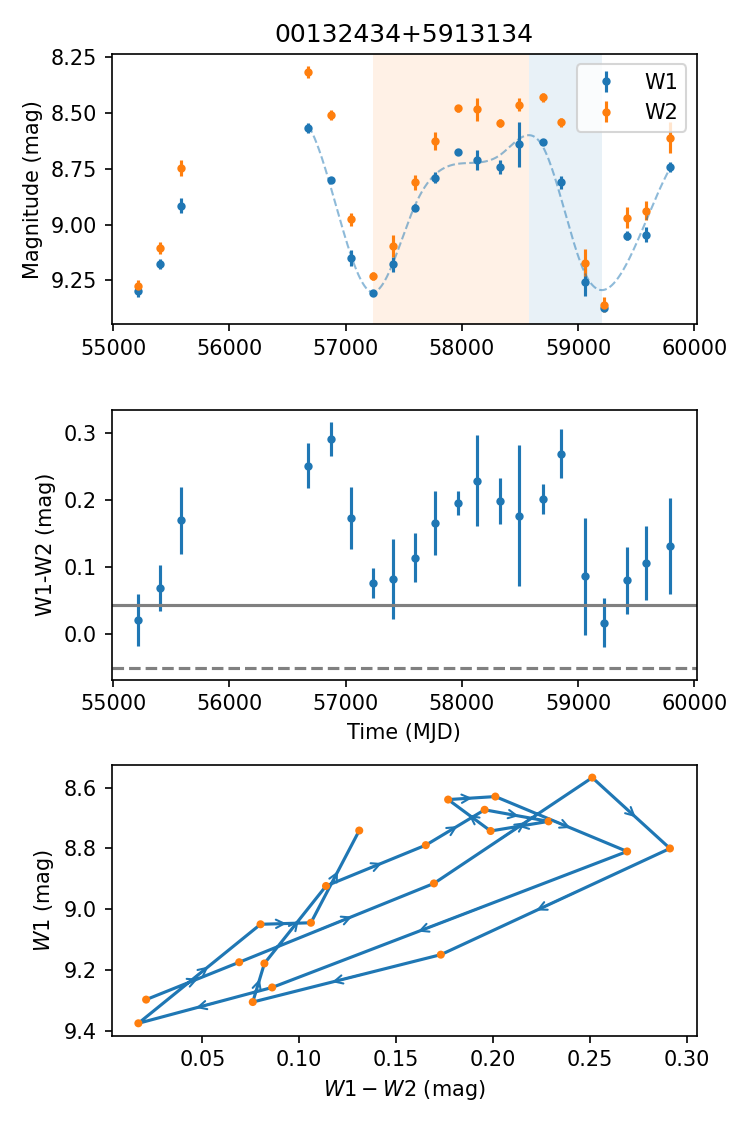 00132434+5913134
8.25
8.50
8.75
9.00
9.25
Magnitude (mag)
W1
W2
55000 56000 57000 58000 59000 60000
0.3
0.2
0.1
0.0
W1-W2 (mag)
55000 56000 57000 58000 59000 60000
Time (MJD)
8.6
8.8
9.0
9.2
9.4
W1 (mag)
0.05 0.10 0.15 0.20 0.25 0.30
W1 − W2 (mag)